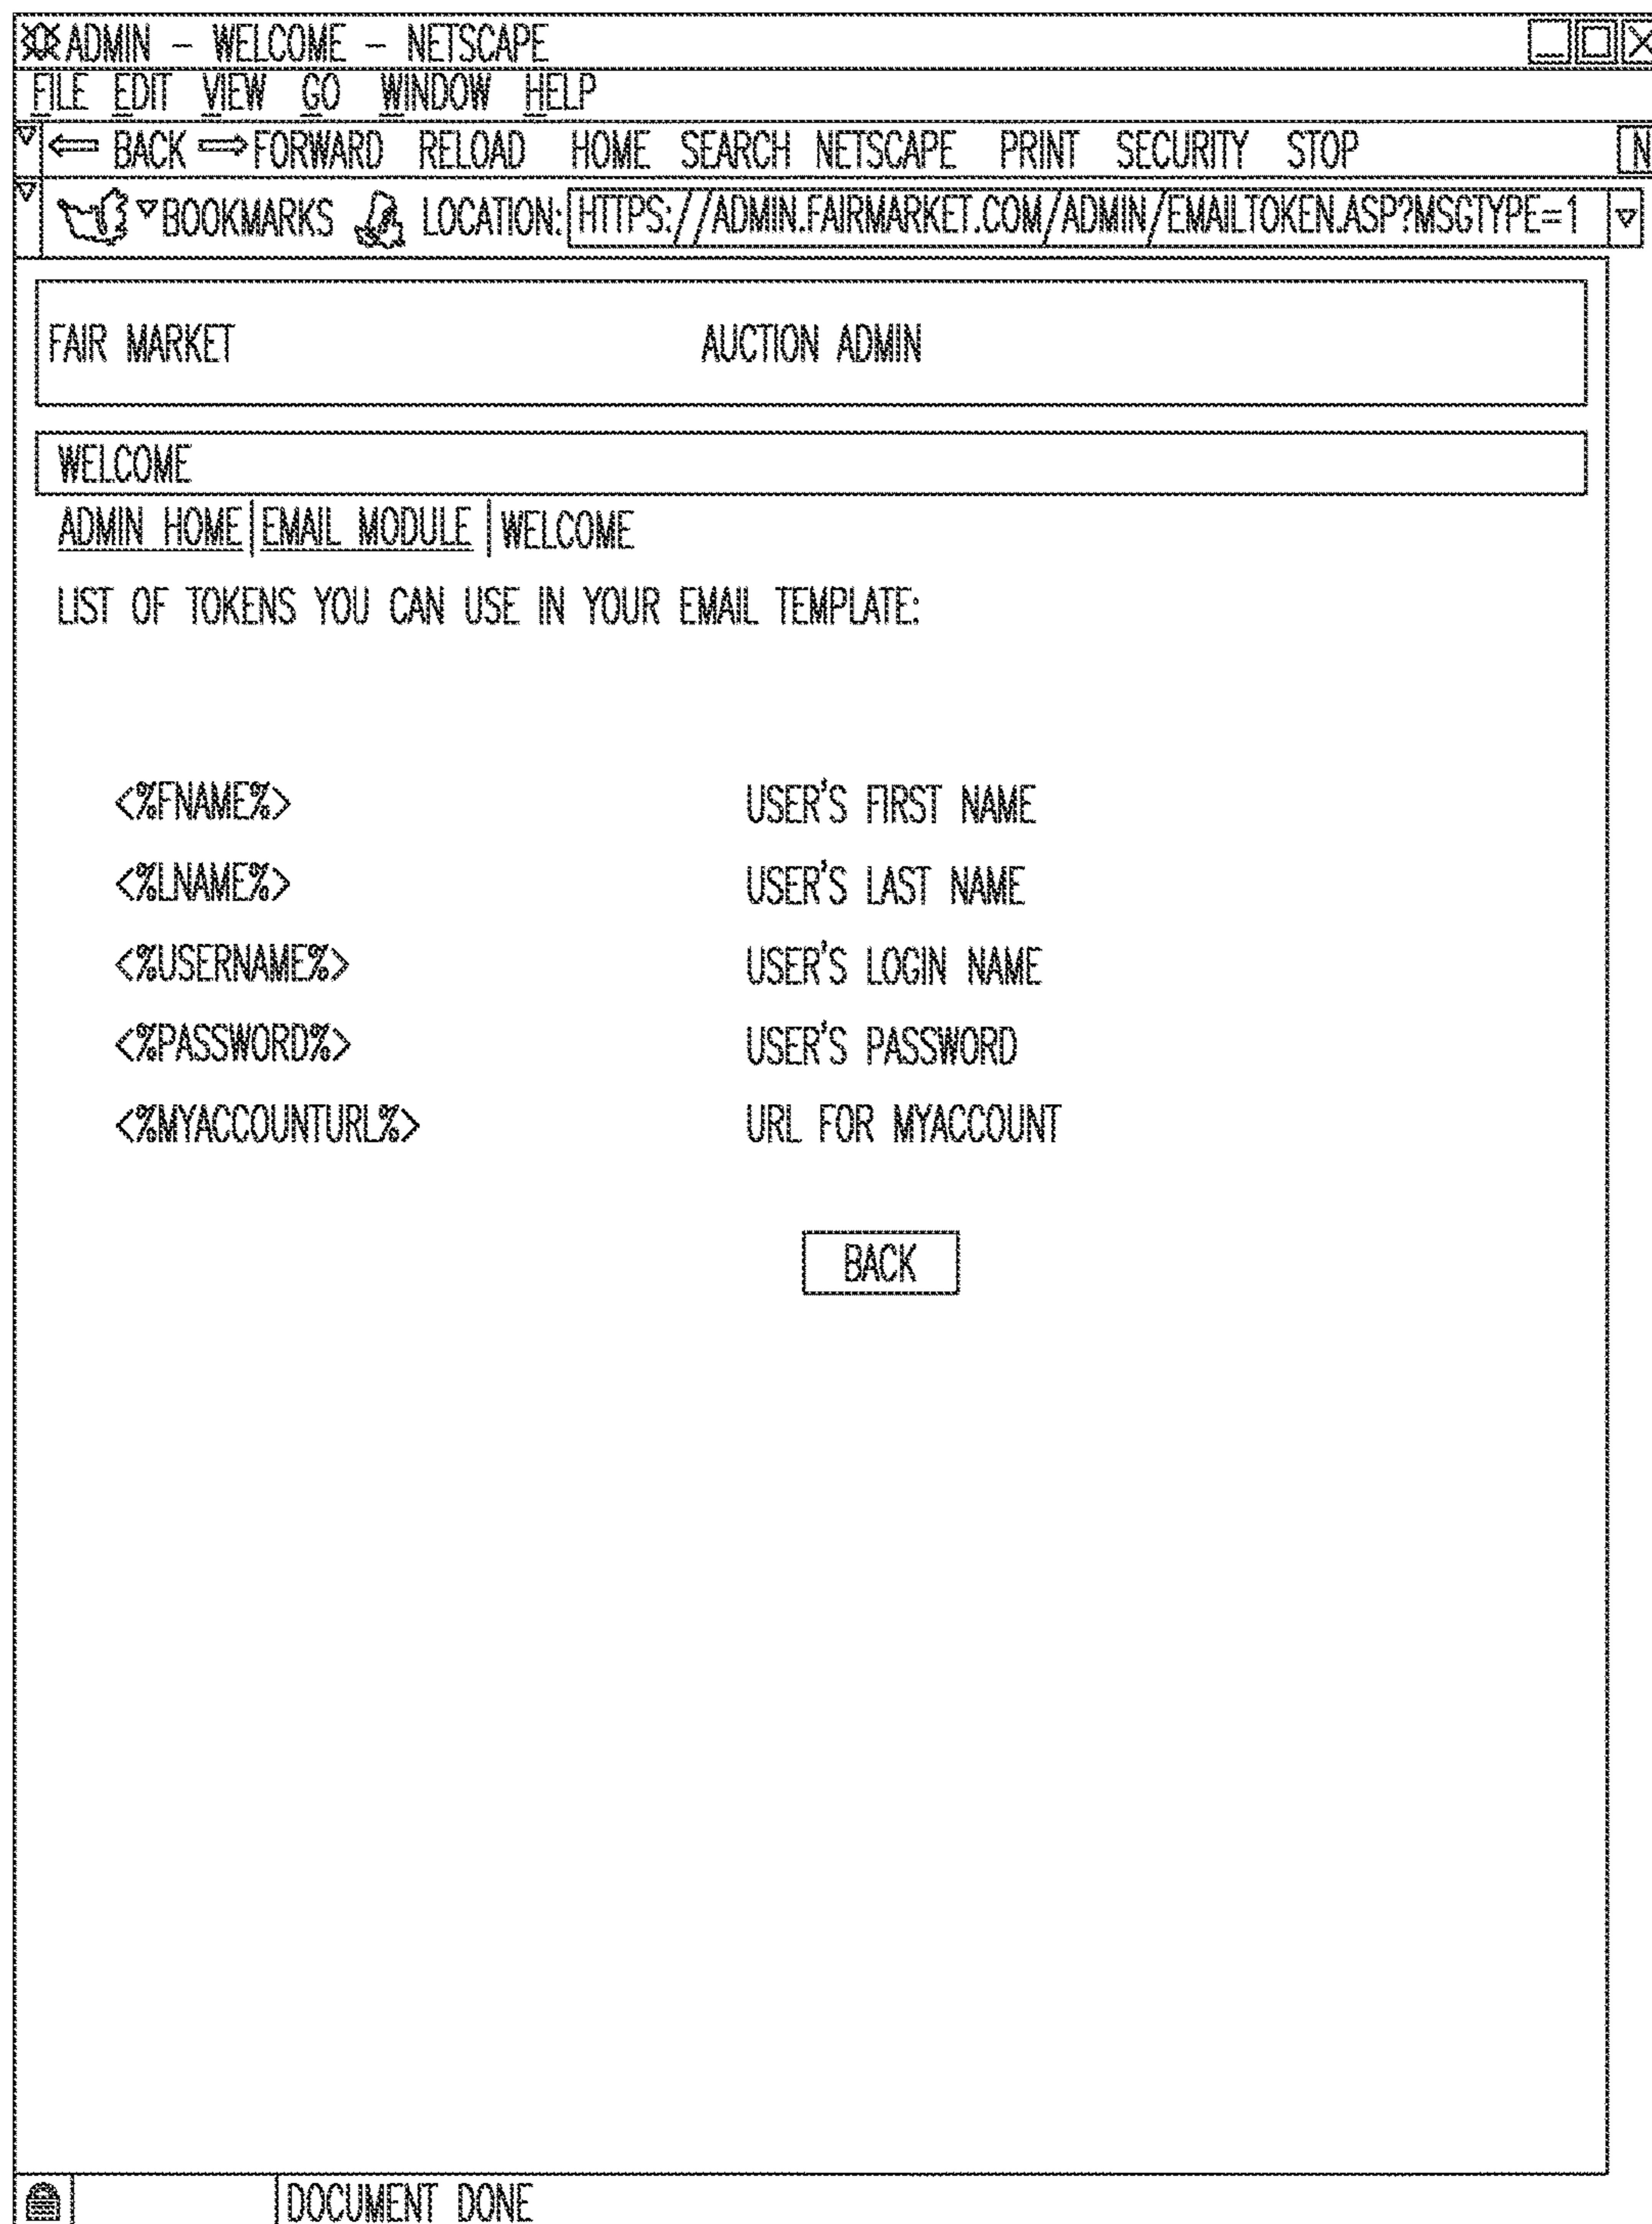 ADMIN – WELCOME – NETSCAPE
FILE EDIT VIEW GO WINDOW HELP
BACK FORWARD RELOAD HOME SEARCH NETSCAPE PRINT SECURITY STOP N
BOOKMARKS LOCATION: HTTPS://ADMIN.FAIRMARKET.COM/ADMIN/EMAILTOKEN.ASP?MSGTYPE=1
FAIR MARKET AUCTION ADMIN
WELCOME
ADMIN HOME|EMAIL MODULE|WELCOME
LIST OF TOKENS YOU CAN USE IN YOUR EMAIL TEMPLATE:
<%FNAME%> USER'S FIRST NAME
<%LNAME%> USER'S LAST NAME
<%USERNAME%> USER'S LOGIN NAME
<%PASSWORD%> USER'S PASSWORD
<%MYACCOUNTURL%> URL FOR MYACCOUNT
BACK
DOCUMENT DONE